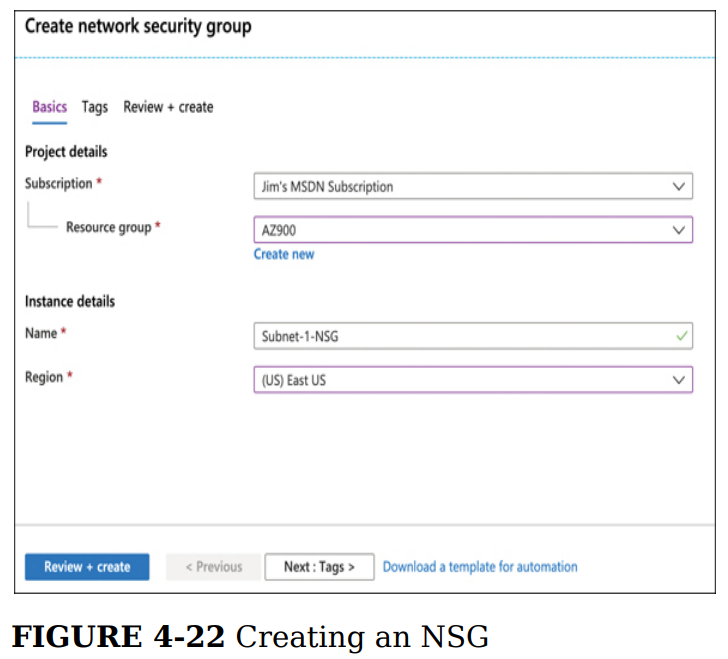 Create network security group
Basics Tags Review + create
Project details
Subscription *
Jim's MSDN Subscription
Resource group *
AZ900
Create new
Instance details
Name *
Subnet-1-NSG
Region *
(US) East US
Review + create < Previous Next : Tags > Download a template for automation
FIGURE 4-22 Creating an NSG